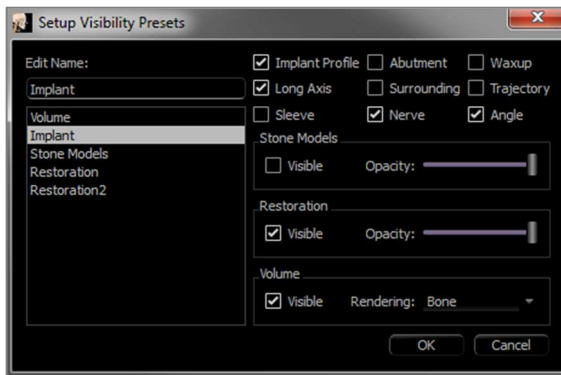 Setup Visibility Presets
Edit Name:
Implant
Volume
Implant
Stone Models
Restoration
Restoration2
Implant Profile Abutment Waxup
Long Axis Surrounding Trajectory
Sleeve Nerve Angle
Stone Models
Visible Opacity:
Restoration
Visible Opacity:
Volume
Visible Rendering: Bone
OK Cancel